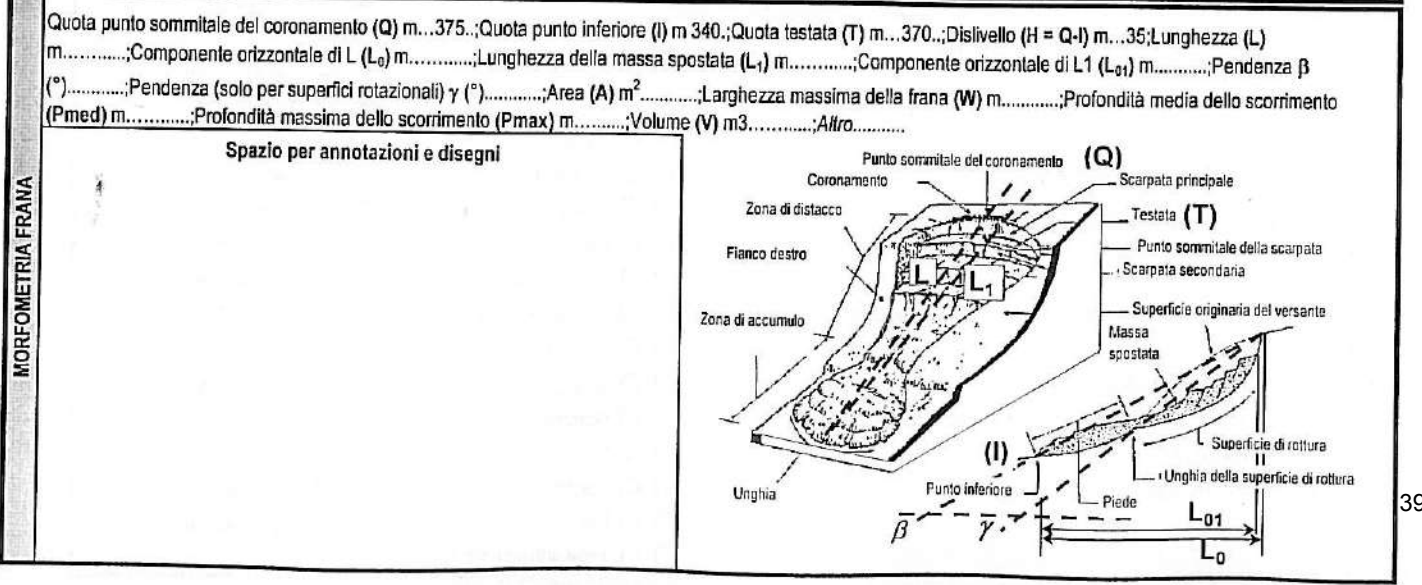 Quota punto sommitale del coronamento (Q) m...375..;Quota punto inferiore (I) m 340.;Quota testata (T) m...370..;Dislivello (H = Q-I) m...35;Lunghezza (L)
m............;Componente orizzontale di L (L₀) m............;Lunghezza della massa spostata (L₁) m............;Componente orizzontale di L1 (L₀₁) m...........;Pendenza β
(°)............;Pendenza (solo per superfici rotazionali) γ (°)............;Area (A) m²...........;Larghezza massima della frana (W) m............;Profondità media dello scorrimento
(Pmed) m............;Profondità massima dello scorrimento (Pmax) m..........;Volume (V) m3............;Altro...........
MORFOMETRIA FRANA
Spazio per annotazioni e disegni
Punto sommitale del coronamento (Q)
Coronamento
Scarpata principale
Zona di distacco
Testata (T)
Fianco destro
Punto sommitale della scarpata
Scarpata secondaria
L
L₁
Superficie originaria del versante
Zona di accumulo
Massa
spostata
(I)
Superficie di rottura
Unghia della superficie di rottura
Unghia
Punto inferiore
Piede
39
β
γ
L₀₁
L₀